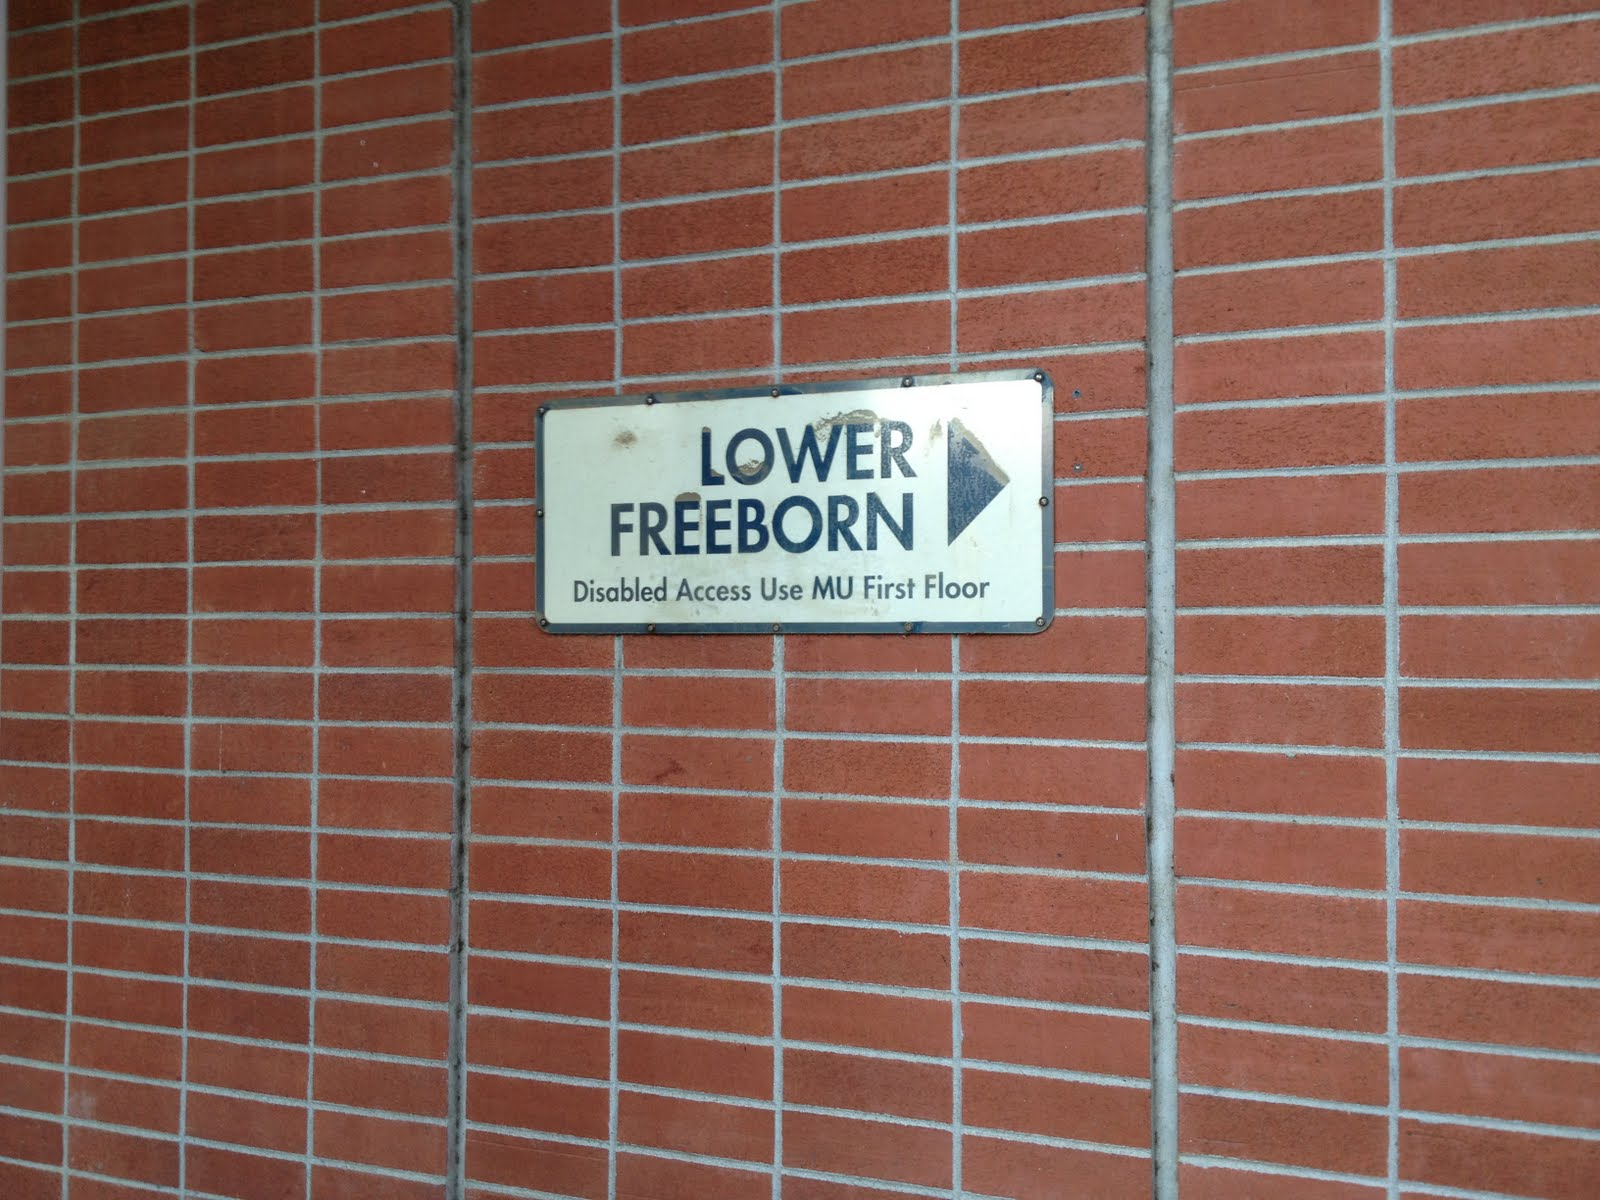 LOWER
FREEBORN
Disabled Access Use MU First Floor